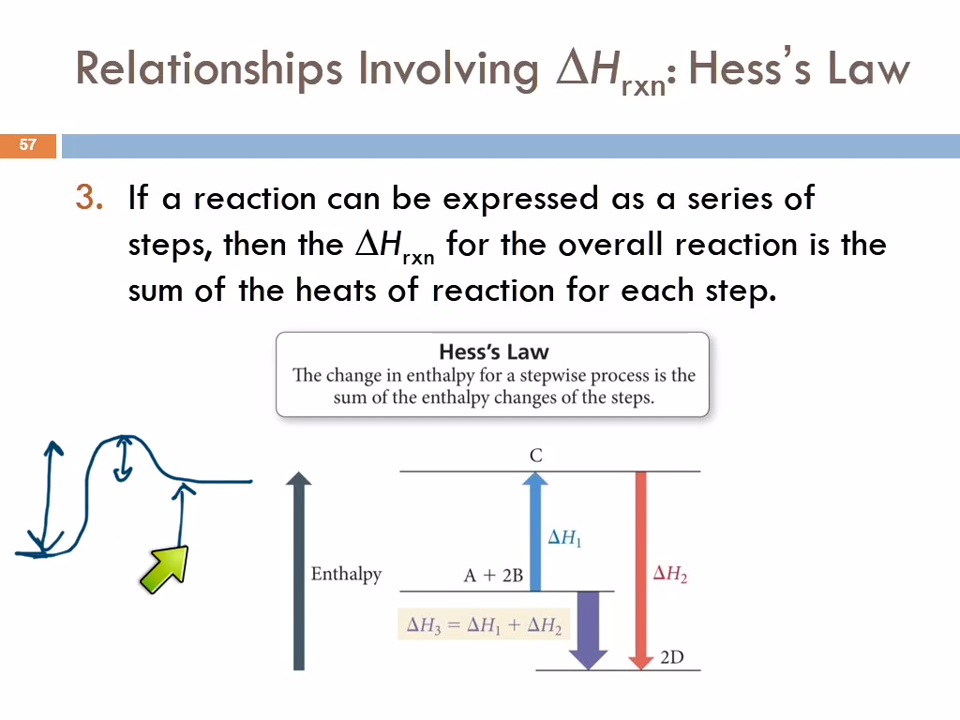 Relationships Involving ΔHrxn: Hess's Law
57
3. If a reaction can be expressed as a series of
steps, then the ΔHrxn for the overall reaction is the
sum of the heats of reaction for each step.
Hess's Law
The change in enthalpy for a stepwise process is the
sum of the enthalpy changes of the steps.
C
ΔH1
Enthalpy
A + 2B
ΔH2
ΔH3 = ΔH1 + ΔH2
2D